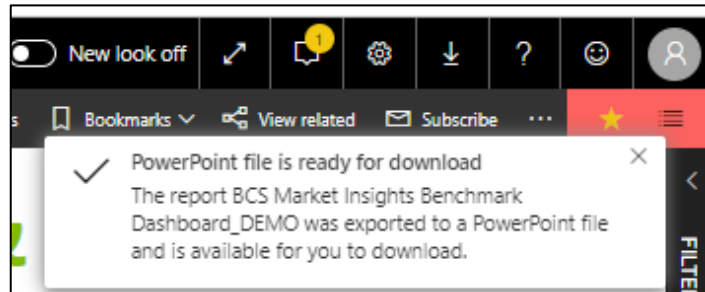 New look off
1
?
s
Bookmarks
View related
Subscribe
...
PowerPoint file is ready for download
The report BCS Market Insights Benchmark
Dashboard_DEMO was exported to a PowerPoint file
and is available for you to download.
FILTE